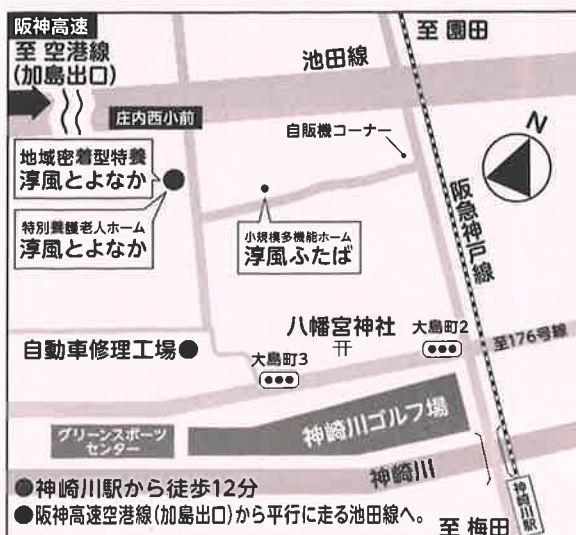 阪神高速
至 空港線
(加島出口)
至 園田
池田線
庄内西小前
自販機コーナー
N
地域密着型特養
淳風とよなか
特別養護老人ホーム
淳風とよなか
小規模多機能ホーム
淳風ふたば
阪急神戸線
八幡宮神社
大島町2
至176号線
自動車修理工場
大島町3
神崎川ゴルフ場
グリーンスポーツ
センター
神崎川
神崎川駅
●神崎川駅から徒歩12分
●阪神高速空港線(加島出口)から平行に走る池田線へ。
至 梅田